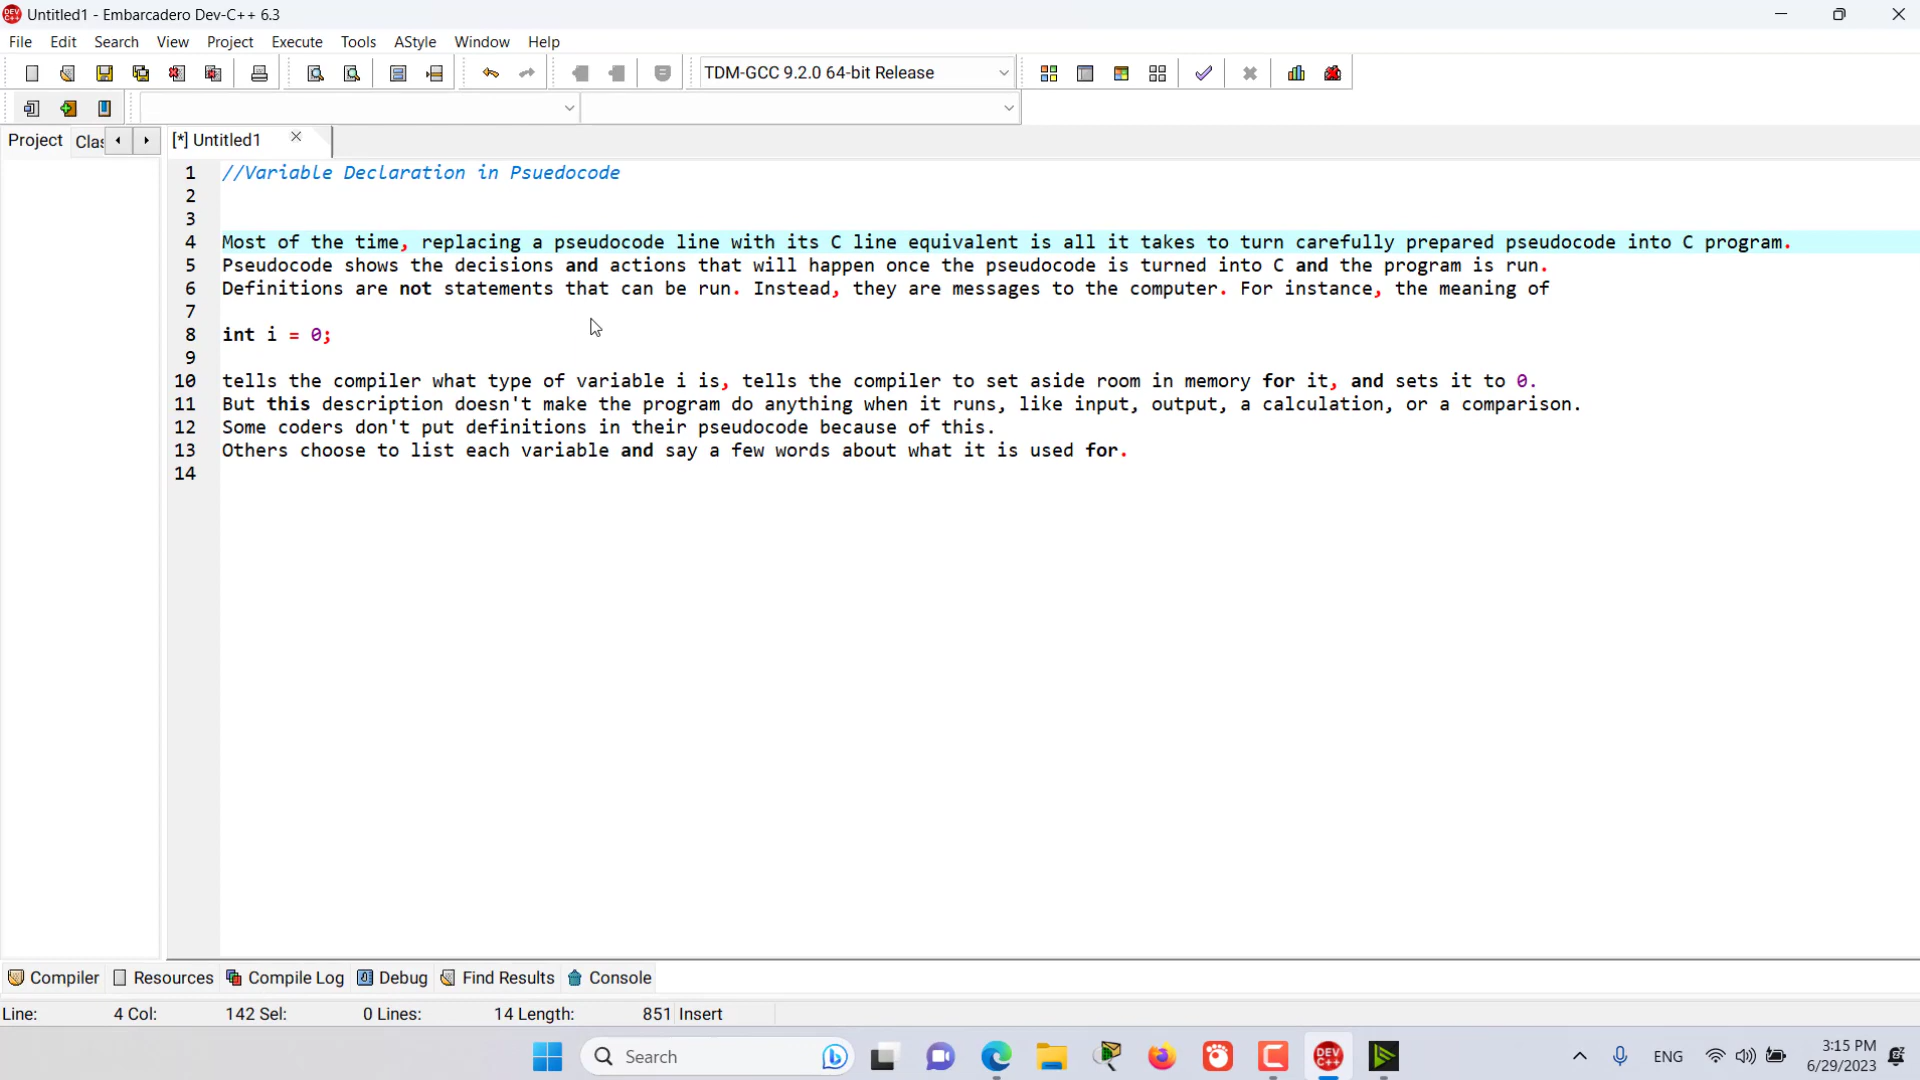 Untitled1 - Embarcadero Dev-C++ 6.3
File Edit Search View Project Execute Tools AStyle Window Help
TDM-GCC 9.2.0 64-bit Release
Project Clas [*] Untitled1
1 //Variable Declaration in Psuedocode
2
3
4 Most of the time, replacing a pseudocode line with its C line equivalent is all it takes to turn carefully prepared pseudocode into C program.
5 Pseudocode shows the decisions and actions that will happen once the pseudocode is turned into C and the program is run.
6 Definitions are not statements that can be run. Instead, they are messages to the computer. For instance, the meaning of
7
8 int i = 0;
9
10 tells the compiler what type of variable i is, tells the compiler to set aside room in memory for it, and sets it to 0.
11 But this description doesn't make the program do anything when it runs, like input, output, a calculation, or a comparison.
12 Some coders don't put definitions in their pseudocode because of this.
13 Others choose to list each variable and say a few words about what it is used for.
14
Compiler Resources Compile Log Debug Find Results Console
Line: 4 Col: 142 Sel: 0 Lines: 14 Length: 851 Insert
Search DEV C++ ENG 3:15 PM
6/29/2023